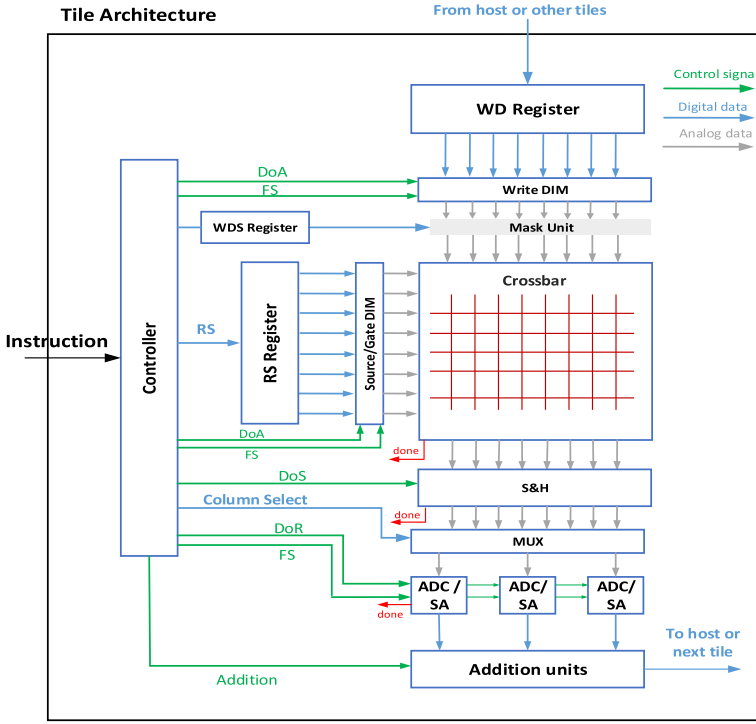 Tile Architecture
From host or other tiles
WD Register
Control signa
Digital data
Analog data
DoA
FS
Write DIM
WDS Register
Mask Unit
Crossbar
Instruction
Controller
RS
RS Register
Source/Gate DIM
DoA
FS
done
DoS
S&H
Column Select
done
DoR
MUX
FS
ADC /
SA
ADC/
SA
ADC/
SA
done
To host or
next tile
Addition
Addition units